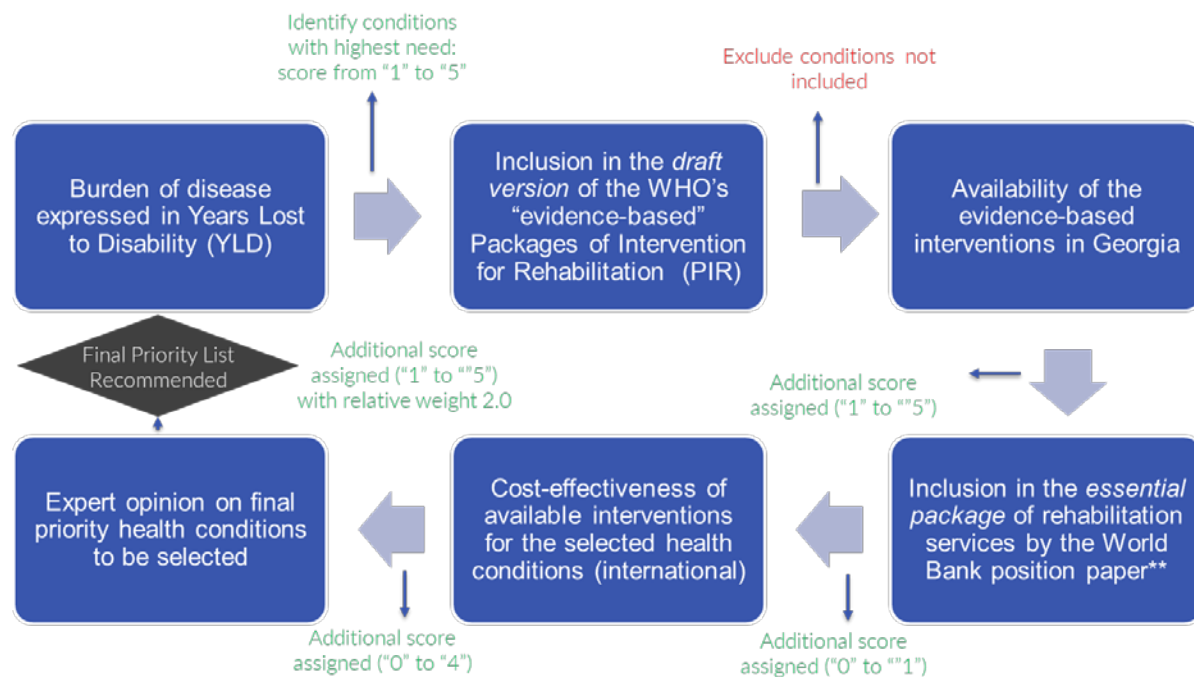 Identify conditions
with highest need:
score from “1” to “5”
Exclude conditions not
included
Burden of disease
expressed in Years Lost
to Disability (YLD)
Inclusion in the draft
version of the WHO’s
“evidence-based”
Packages of Intervention
for Rehabilitation (PIR)
Availability of the
evidence-based
interventions in Georgia
Final Priority List
Recommended
Additional score
assigned (“1” to “”5”)
with relative weight 2.0
Additional score
assigned (“1” to “”5”)
Expert opinion on final
priority health conditions
to be selected
Cost-effectiveness of
available interventions
for the selected health
conditions (international)
Inclusion in the essential
package of rehabilitation
services by the World
Bank position paper**
Additional score
assigned (“0” to “4”)
Additional score
assigned (“0” to “”1”)